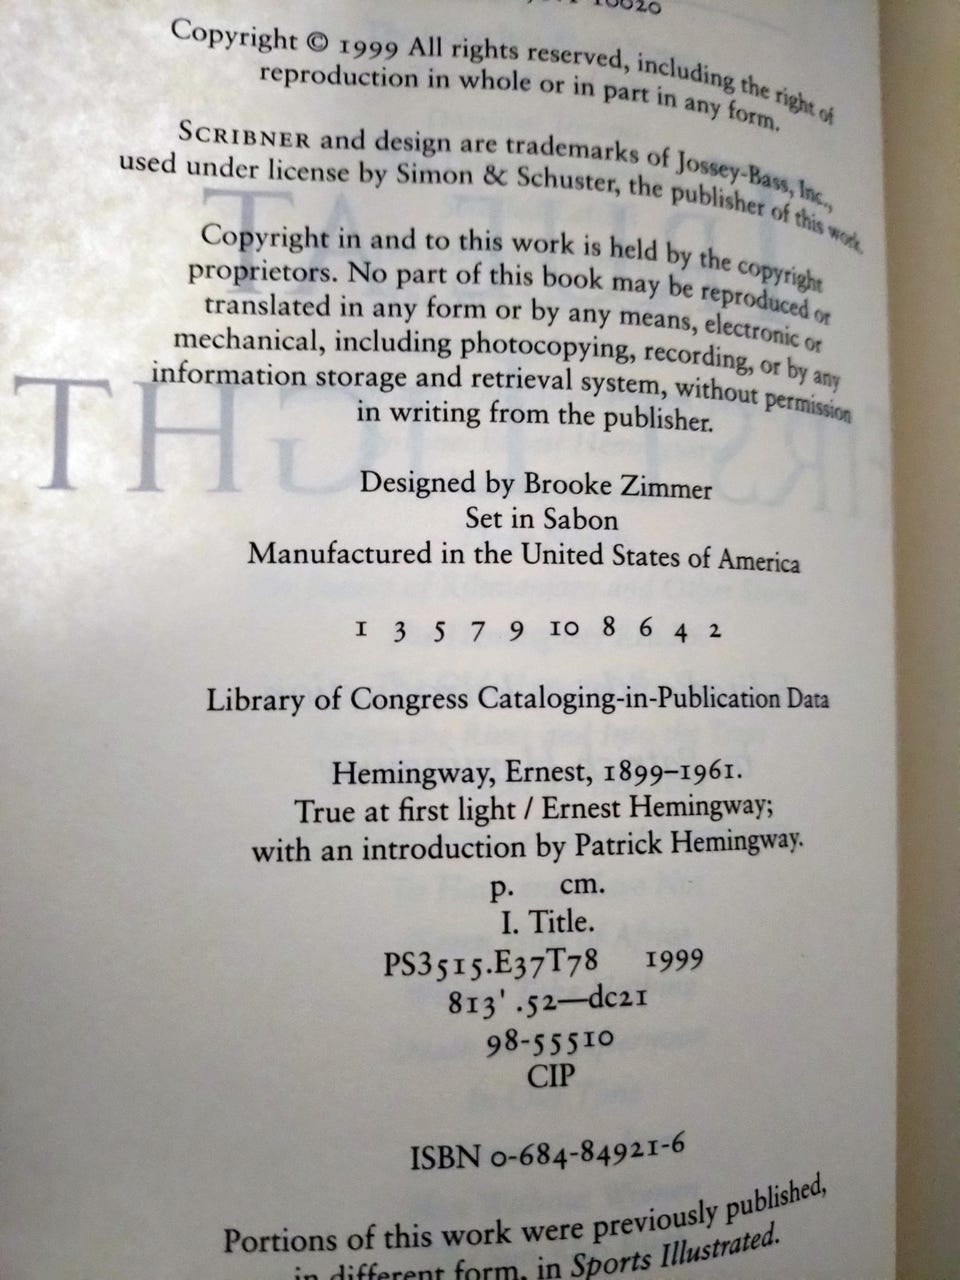 10020
Copyright © 1999 All rights reserved, including the right of
reproduction in whole or in part in any form.
SCRIBNER and design are trademarks of Jossey-Bass, Inc.,
used under license by Simon & Schuster, the publisher of this work.
Copyright in and to this work is held by the copyright
proprietors. No part of this book may be reproduced or
translated in any form or by any means, electronic or
mechanical, including photocopying, recording, or by any
information storage and retrieval system, without permission
in writing from the publisher.
Designed by Brooke Zimmer
Set in Sabon
Manufactured in the United States of America
1 3 5 7 9 10 8 6 4 2
Library of Congress Cataloging-in-Publication Data
Hemingway, Ernest, 1899–1961.
True at first light / Ernest Hemingway;
with an introduction by Patrick Hemingway.
p. cm.
I. Title.
PS3515.E37T78 1999
813' .52—dc21
98-55510
CIP
ISBN 0-684-84921-6
Portions of this work were previously published,
in different form, in Sports Illustrated.